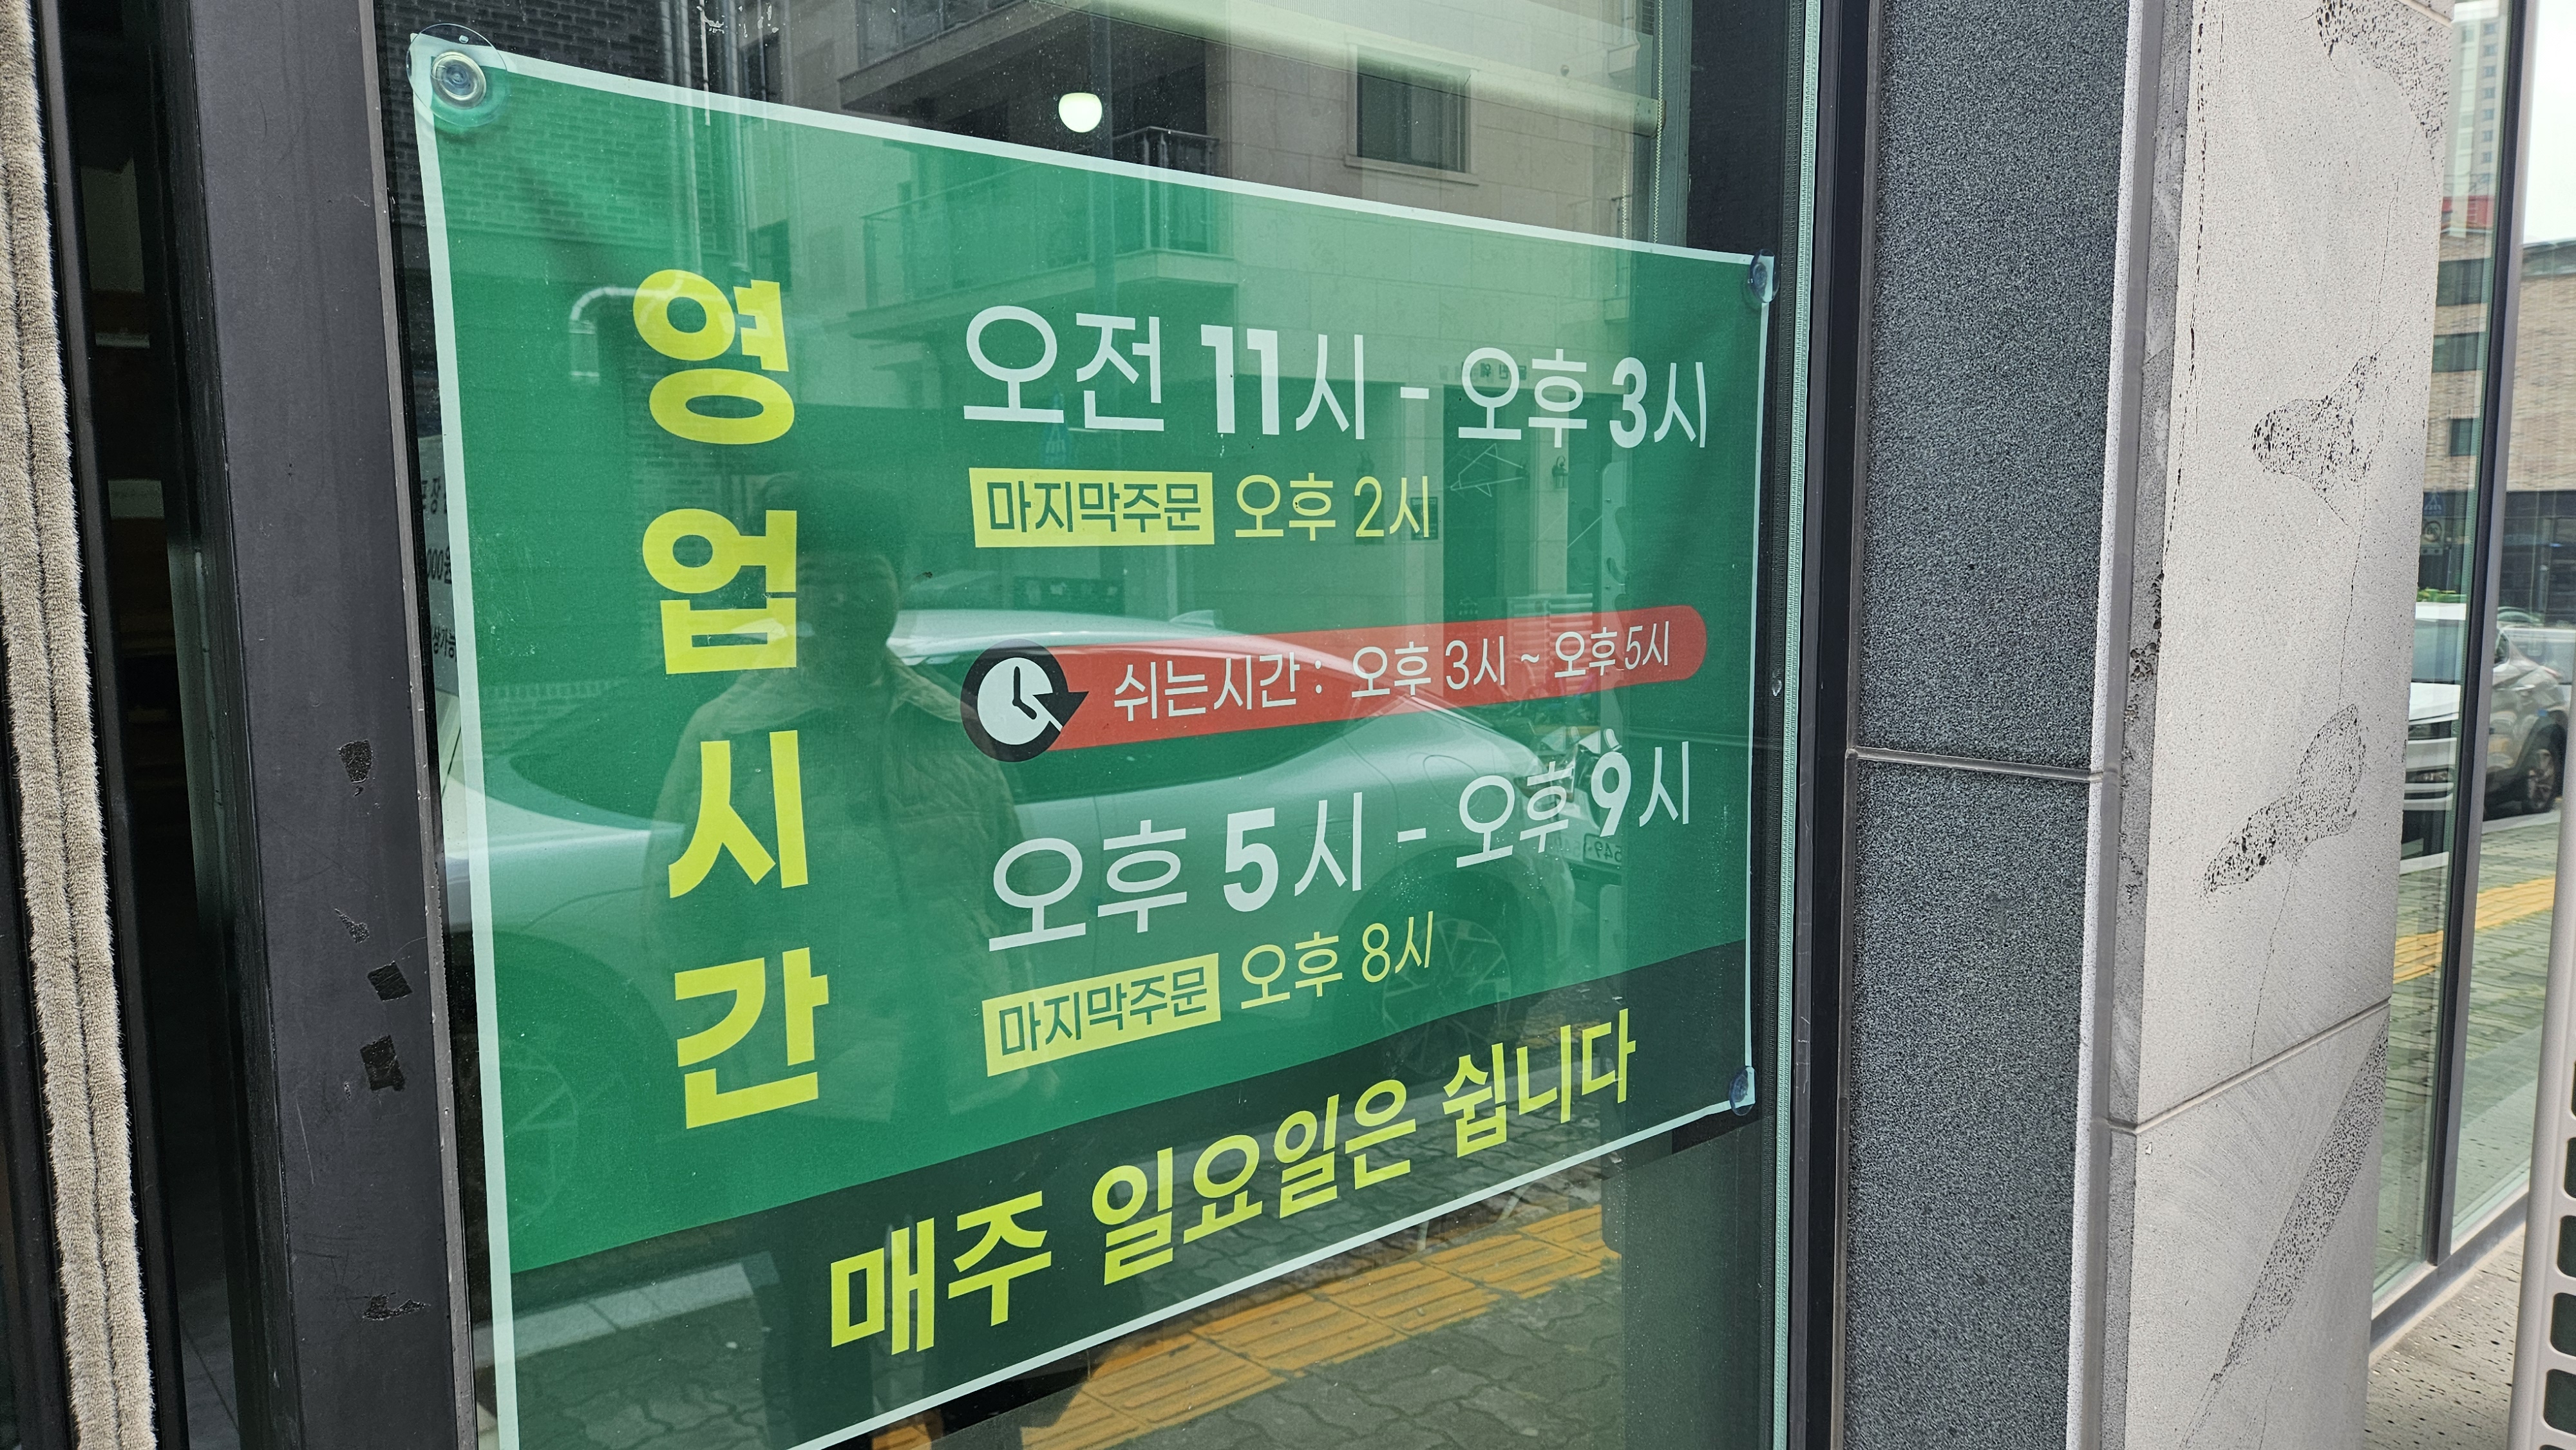 영업시간
오전 11시 - 오후 3시
마지막주문 오후 2시
쉬는시간 : 오후 3시 ~ 오후 5시
오후 5시 - 오후 9시
마지막주문 오후 8시
매주 일요일은 쉽니다